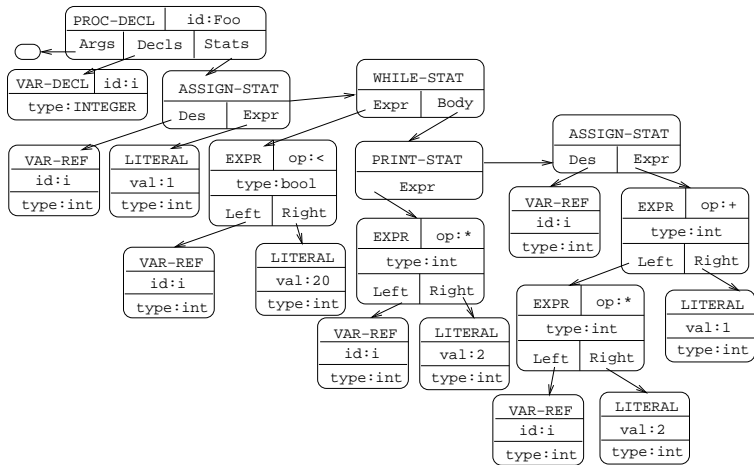 PROC-DECL id:Foo
Args Decls Stats
VAR-DECL id:i
type:INTEGER
ASSIGN-STAT
Des Expr
WHILE-STAT
Expr Body
VAR-REF
id:i
type:int
LITERAL
val:1
type:int
EXPR op:<
type:bool
Left Right
PRINT-STAT
Expr
ASSIGN-STAT
Des Expr
VAR-REF
id:i
type:int
LITERAL
val:20
type:int
EXPR op:*
type:int
Left Right
VAR-REF
id:i
type:int
EXPR op:+
type:int
Left Right
VAR-REF
id:i
type:int
LITERAL
val:2
type:int
EXPR op:*
type:int
Left Right
LITERAL
val:1
type:int
VAR-REF
id:i
type:int
LITERAL
val:2
type:int